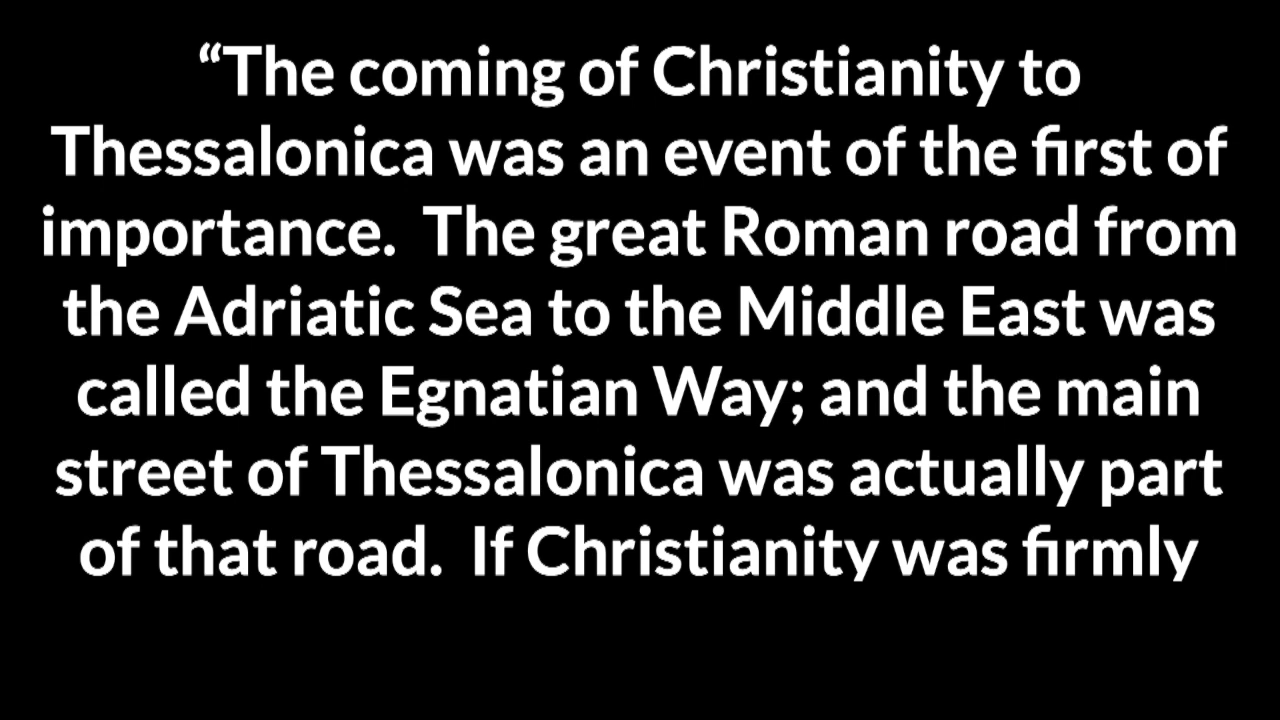 “The coming of Christianity to
Thessalonica was an event of the first of
importance.  The great Roman road from
the Adriatic Sea to the Middle East was
called the Egnatian Way; and the main
street of Thessalonica was actually part
of that road.  If Christianity was firmly